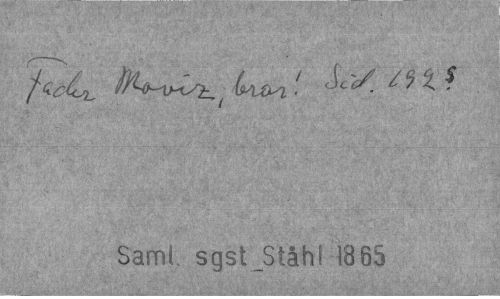 Fader Moviz, bror! Sid. 192.
Saml. sgst_Ståhl 1865